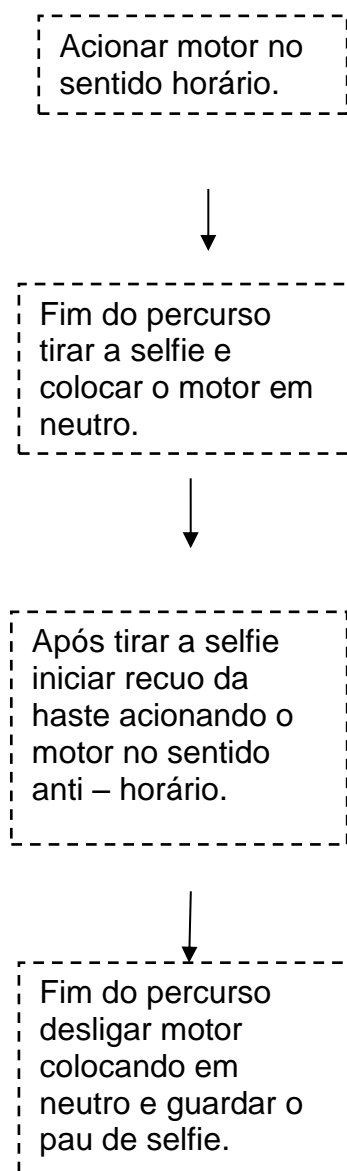 Acionar motor no
sentido horário.
Fim do percurso
tirar a selfie e
colocar o motor em
neutro.
Após tirar a selfie
iniciar recuo da
haste acionando o
motor no sentido
anti – horário.
Fim do percurso
desligar motor
colocando em
neutro e guardar o
pau de selfie.